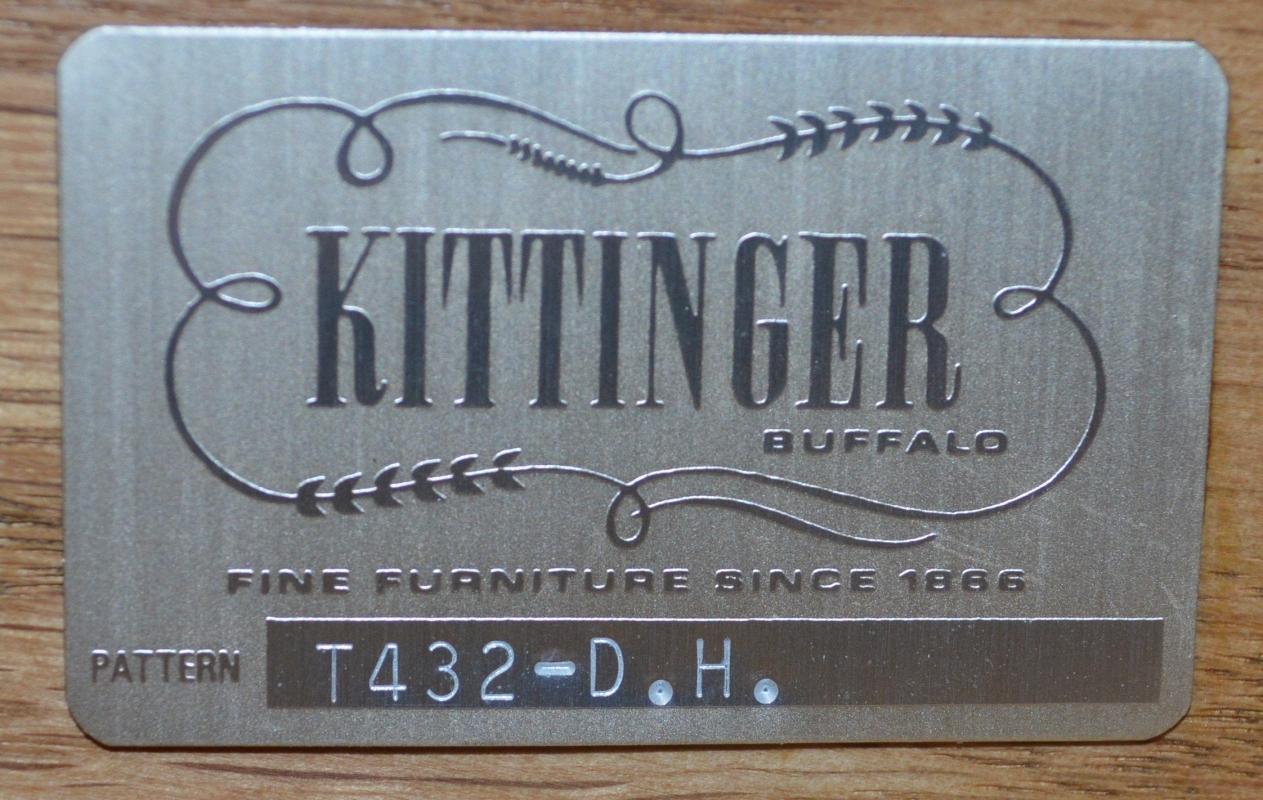 KITTINGER
BUFFALO
FINE FURNITURE SINCE 1866
PATTERN T432-D.H.